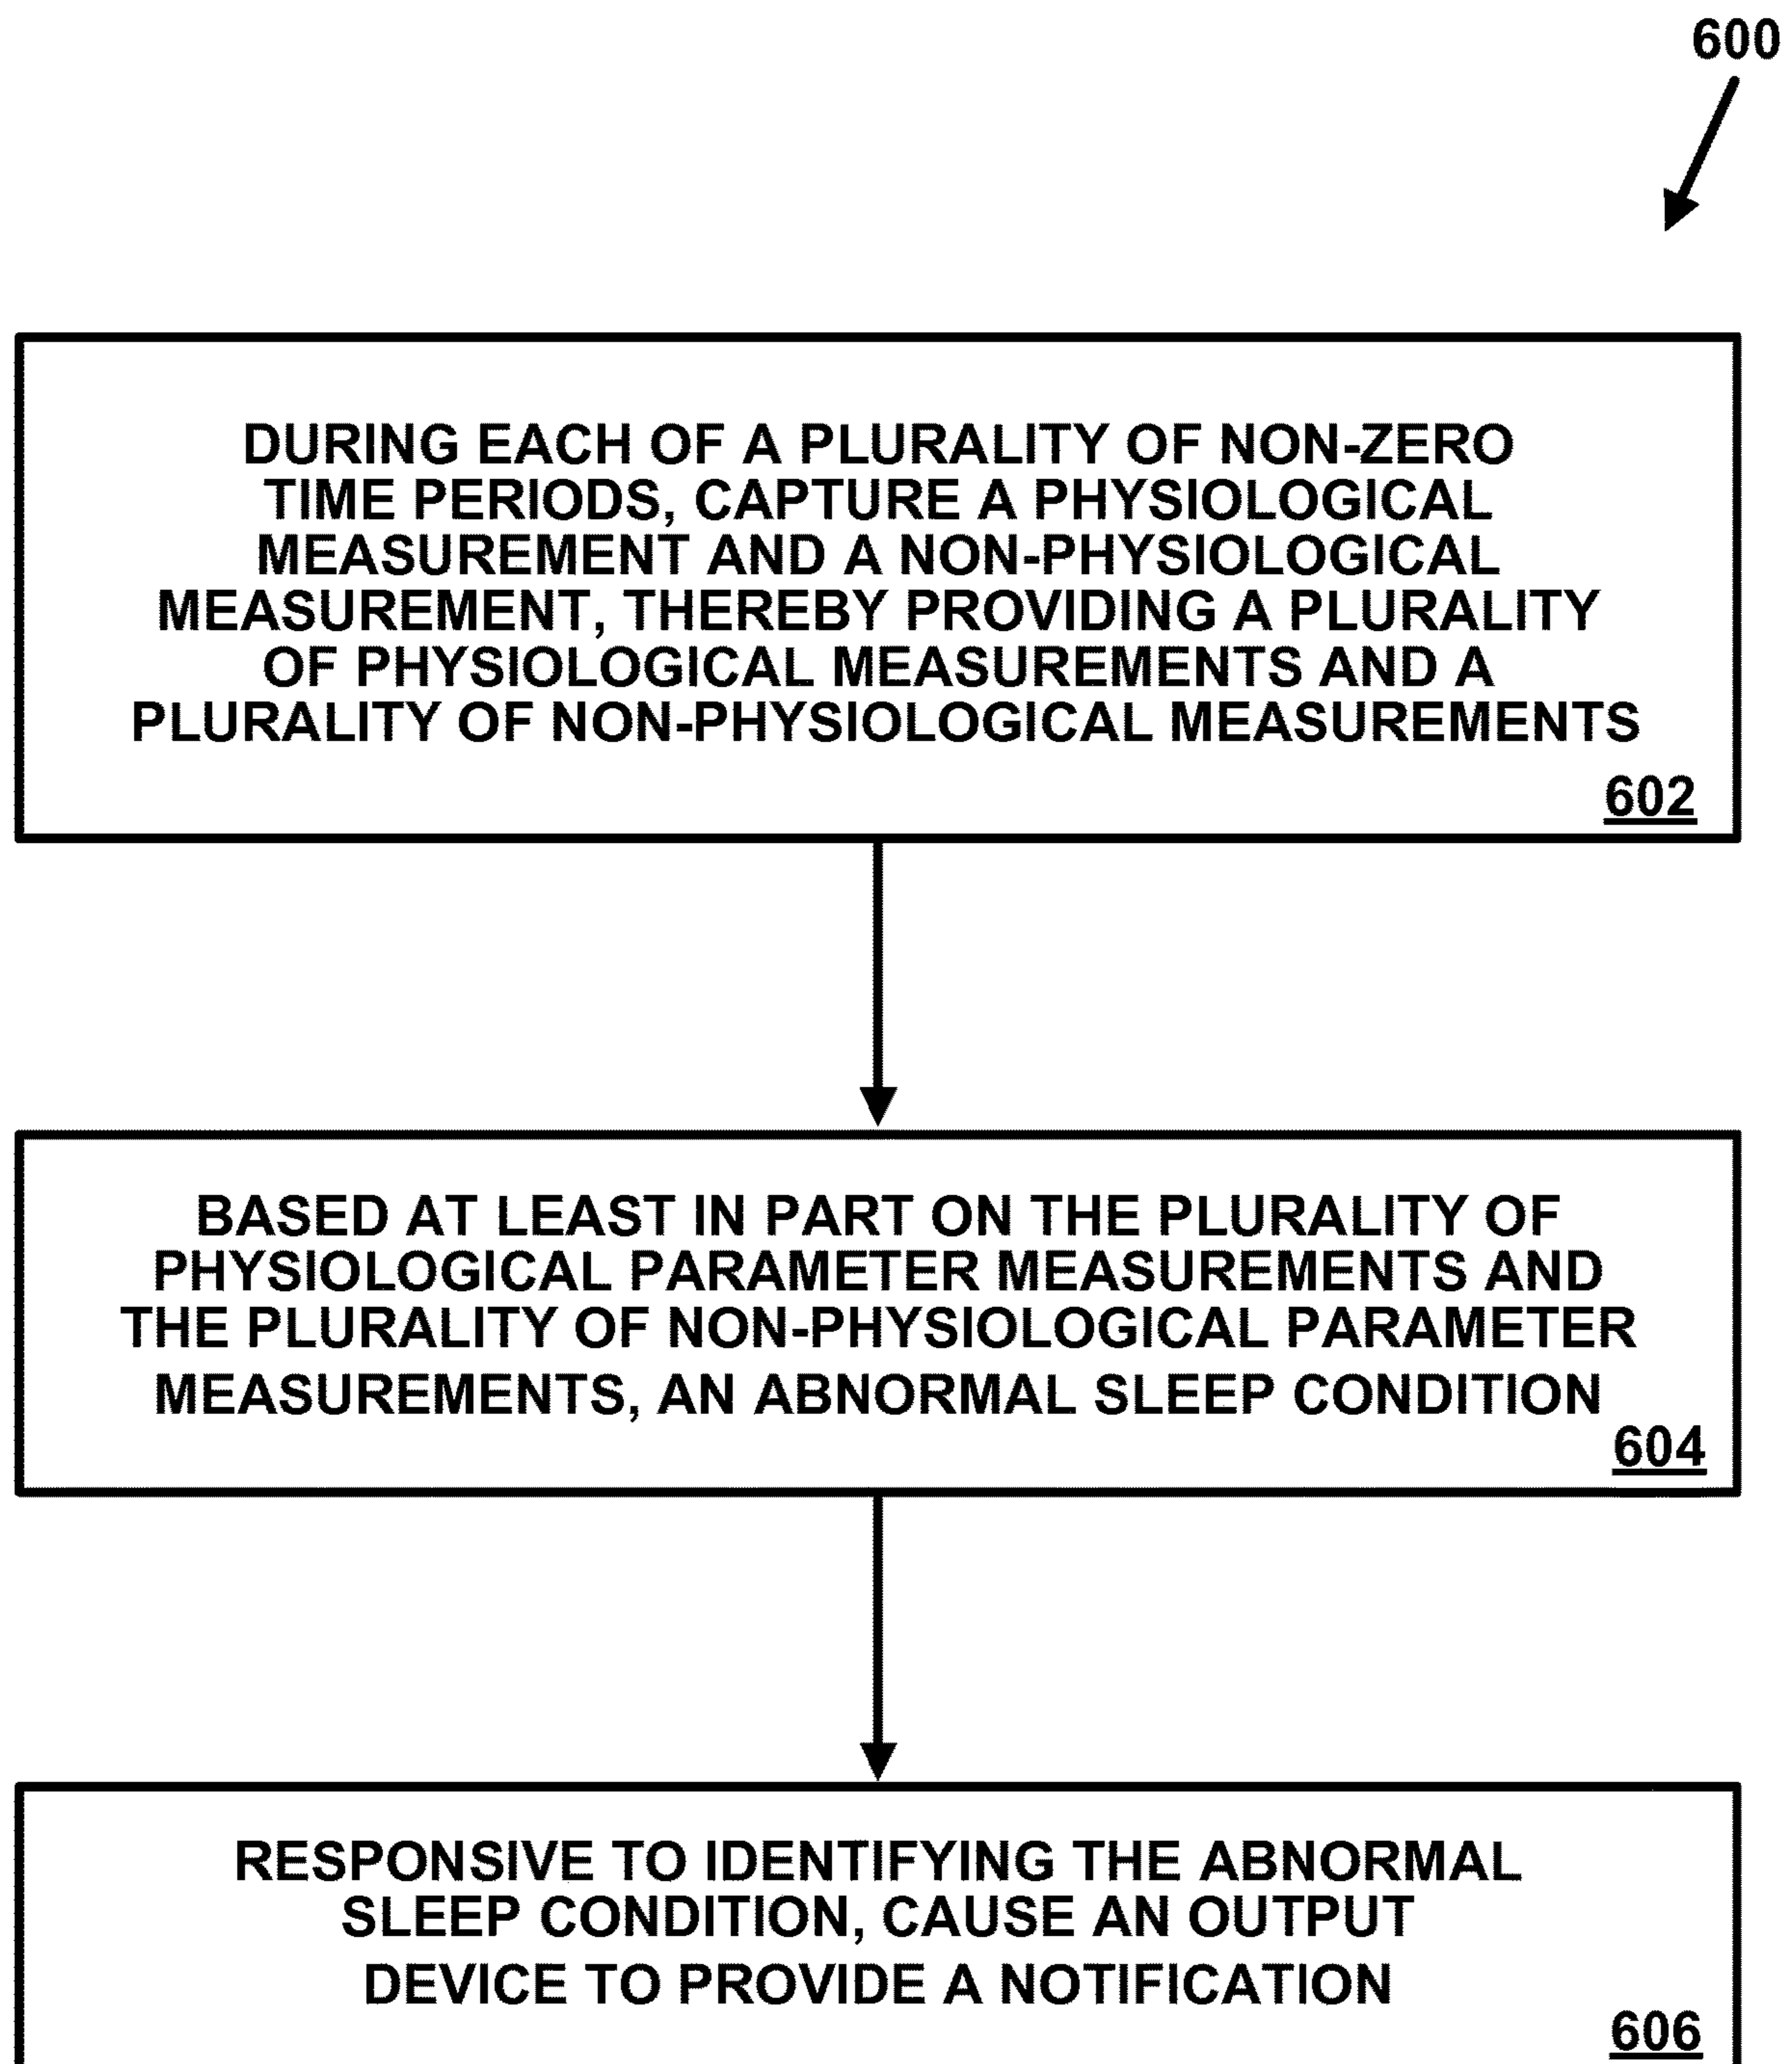 600
DURING EACH OF A PLURALITY OF NON-ZERO
TIME PERIODS, CAPTURE A PHYSIOLOGICAL
MEASUREMENT AND A NON-PHYSIOLOGICAL
MEASUREMENT, THEREBY PROVIDING A PLURALITY
OF PHYSIOLOGICAL MEASUREMENTS AND A
PLURALITY OF NON-PHYSIOLOGICAL MEASUREMENTS
602
BASED AT LEAST IN PART ON THE PLURALITY OF
PHYSIOLOGICAL PARAMETER MEASUREMENTS AND
THE PLURALITY OF NON-PHYSIOLOGICAL PARAMETER
MEASUREMENTS, AN ABNORMAL SLEEP CONDITION
604
RESPONSIVE TO IDENTIFYING THE ABNORMAL
SLEEP CONDITION, CAUSE AN OUTPUT
DEVICE TO PROVIDE A NOTIFICATION
606